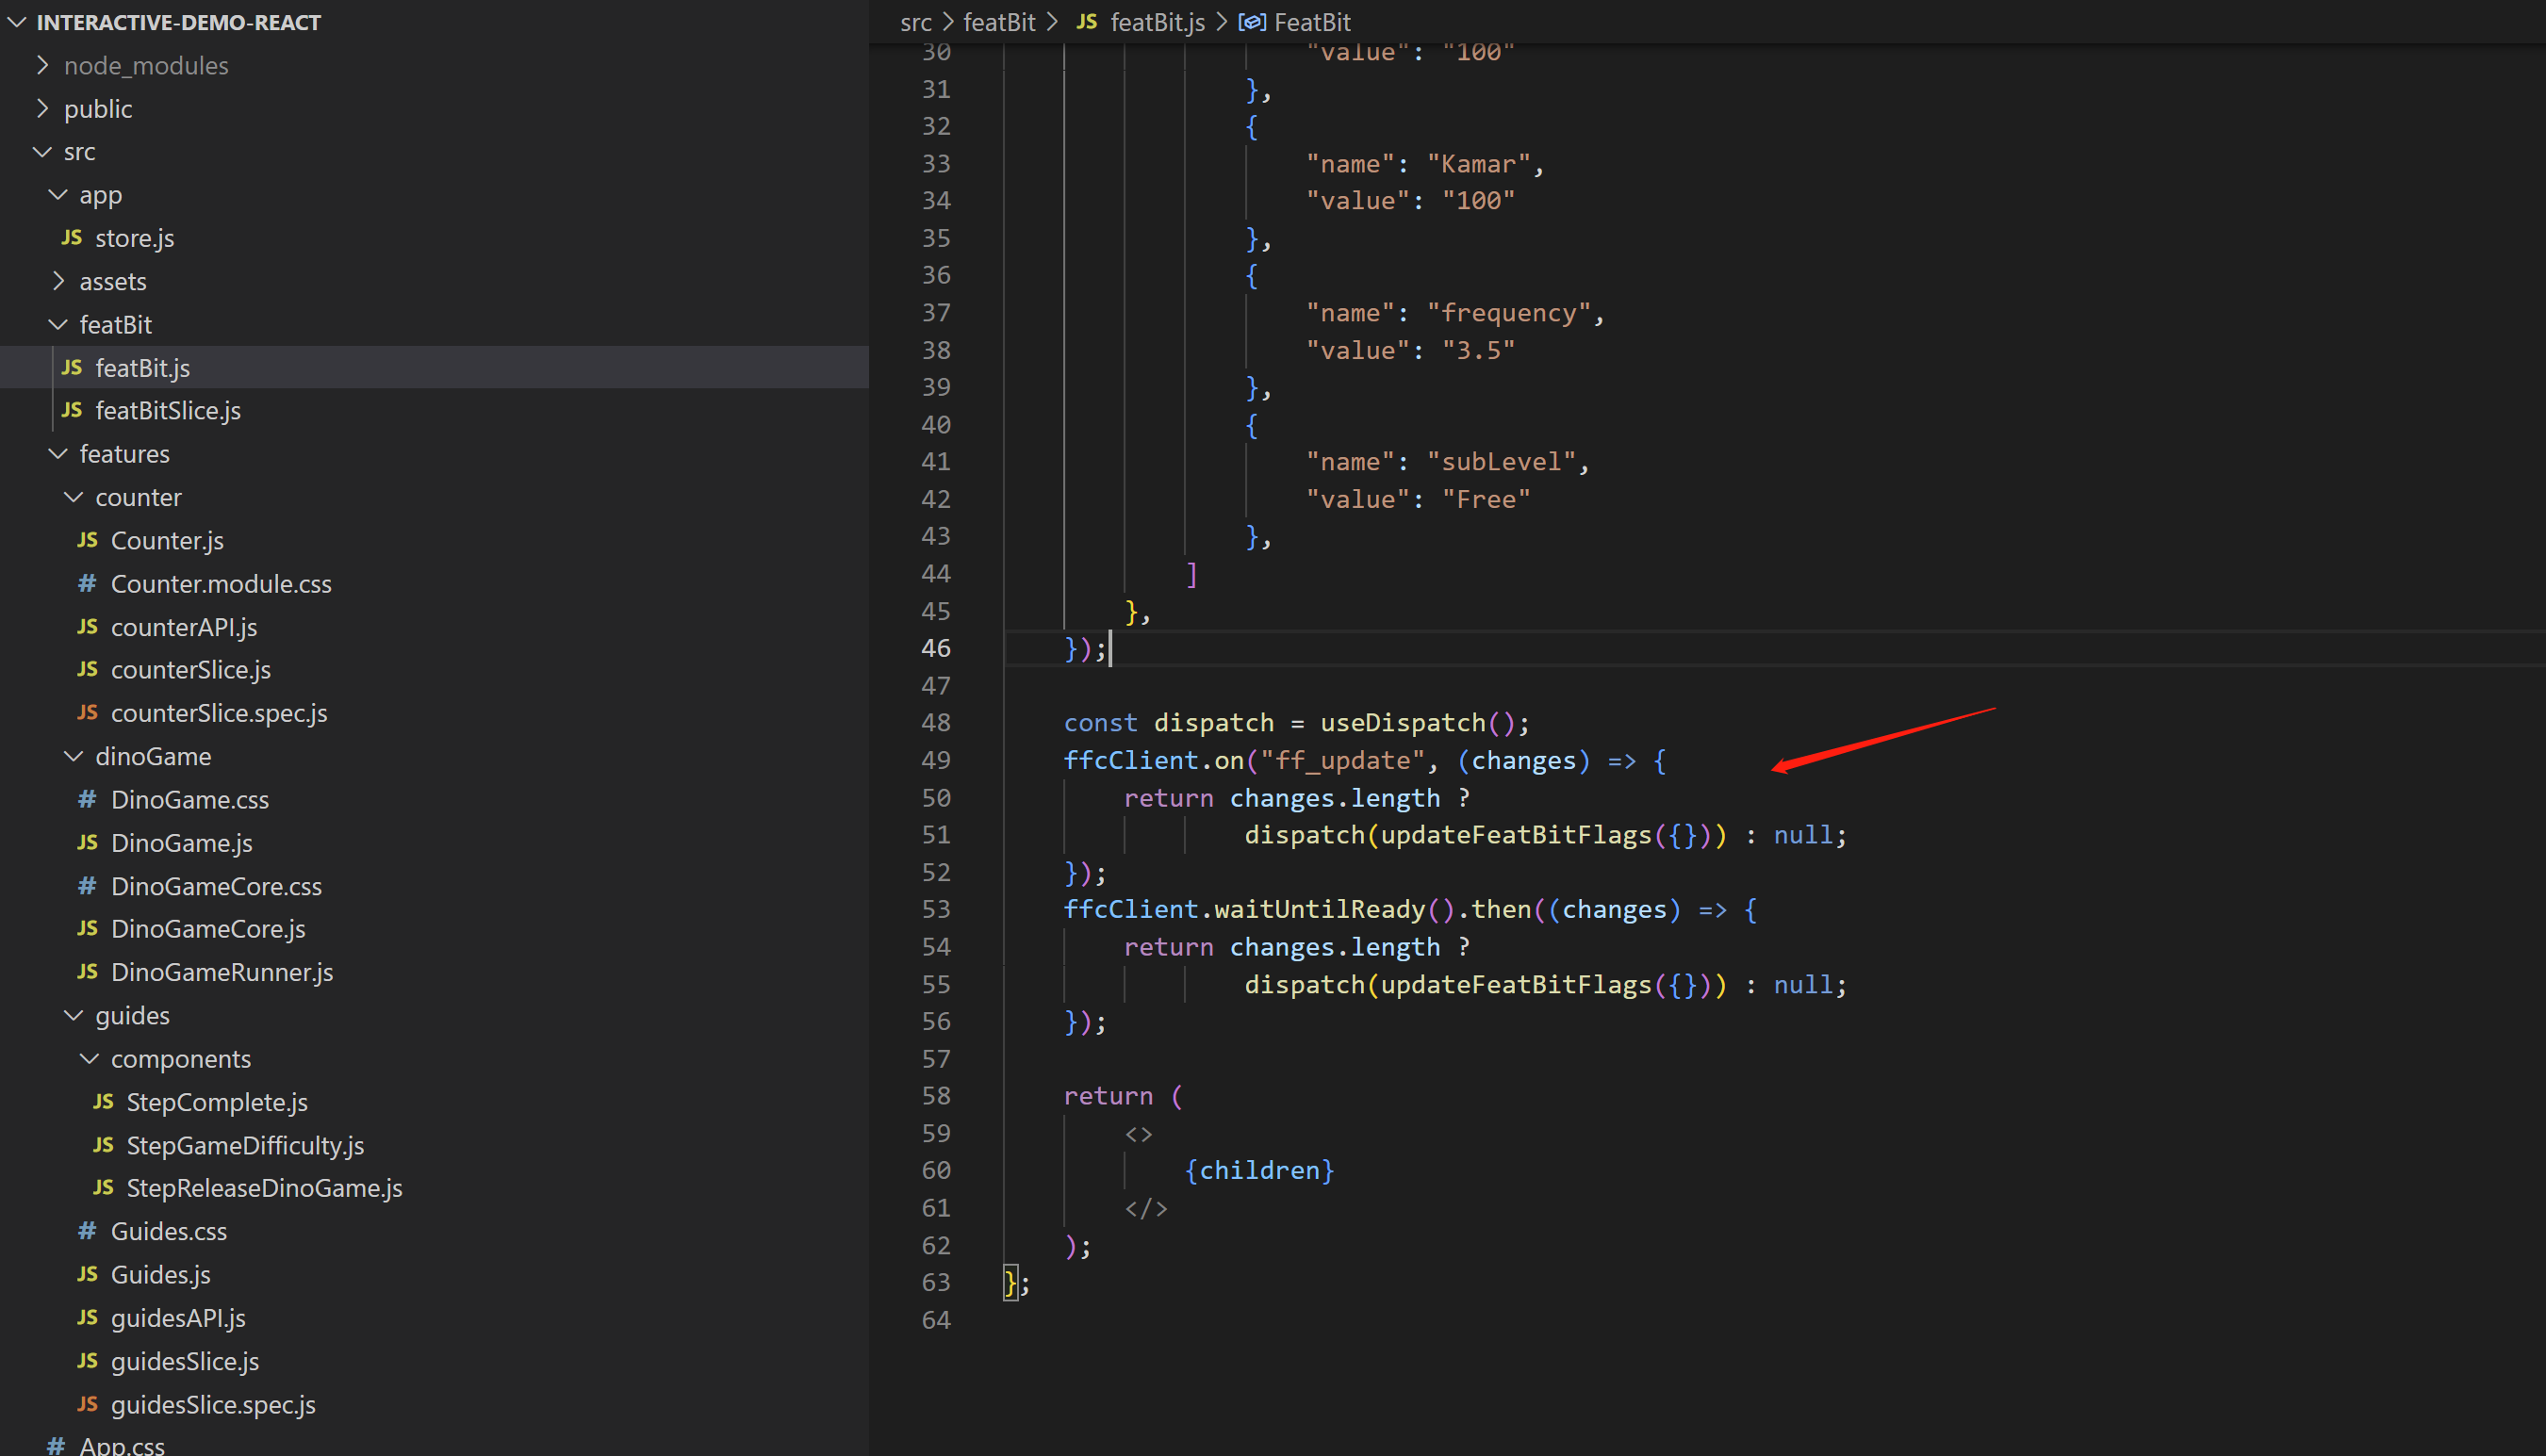 INTERACTIVE-DEMO-REACT
node_modules
public
src
app
JS store.js
assets
featBit
JS featBit.js
JS featBitSlice.js
features
counter
JS Counter.js
# Counter.module.css
JS counterAPI.js
JS counterSlice.js
JS counterSlice.spec.js
dinoGame
# DinoGame.css
JS DinoGame.js
# DinoGameCore.css
JS DinoGameCore.js
JS DinoGameRunner.js
guides
components
JS StepComplete.js
JS StepGameDifficulty.js
JS StepReleaseDinoGame.js
# Guides.css
JS Guides.js
JS guidesAPI.js
JS guidesSlice.js
JS guidesSlice.spec.js
# App.css
src > featBit > JS featBit.js > FeatBit
30 "value": "100"
31 },
32 {
33 "name": "Kamar",
34 "value": "100"
35 },
36 {
37 "name": "frequency",
38 "value": "3.5"
39 },
40 {
41 "name": "subLevel",
42 "value": "Free"
43 },
44 ]
45 },
46 });
47
48 const dispatch = useDispatch();
49 ffcClient.on("ff_update", (changes) => {
50 return changes.length ?
51 dispatch(updateFeatBitFlags({})) : null;
52 });
53 ffcClient.waitUntilReady().then((changes) => {
54 return changes.length ?
55 dispatch(updateFeatBitFlags({})) : null;
56 });
57
58 return (
59 <>
60 {children}
61 </>
62 );
63 };
64